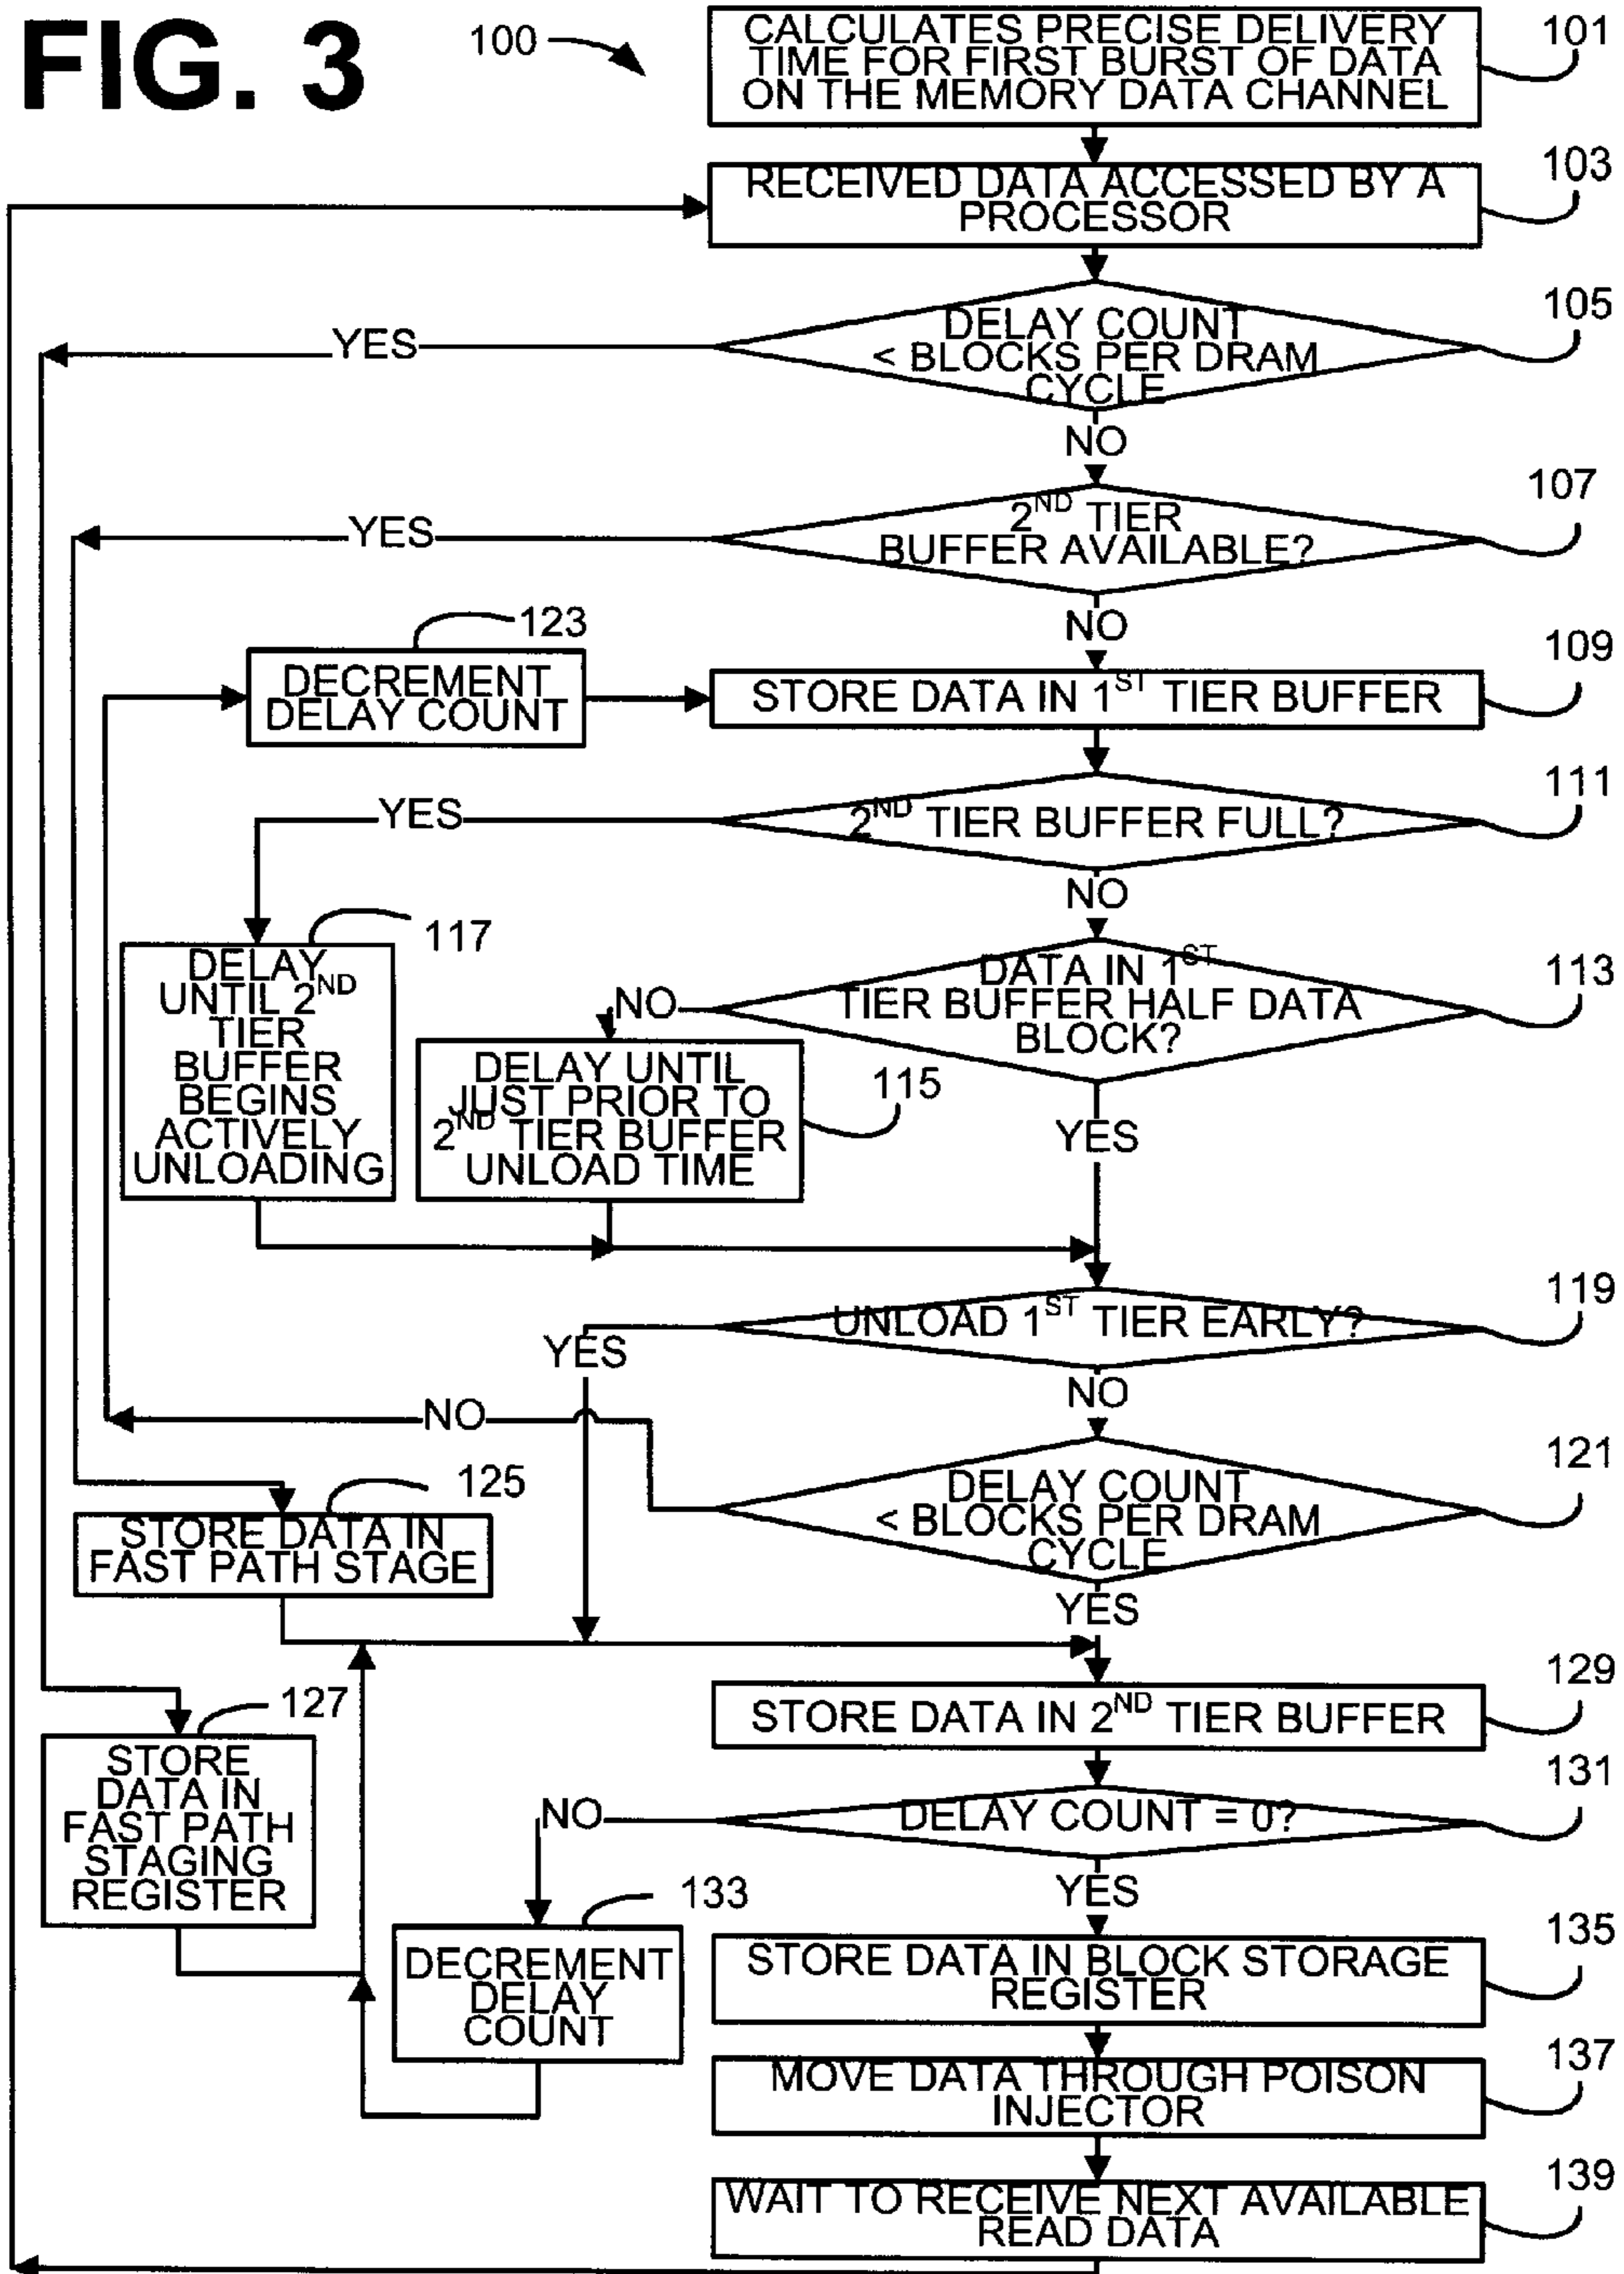 FIG. 3
100
CALCULATES PRECISE DELIVERY
TIME FOR FIRST BURST OF DATA
ON THE MEMORY DATA CHANNEL
101
RECEIVED DATA ACCESSED BY A
PROCESSOR
103
DELAY COUNT
< BLOCKS PER DRAM
CYCLE
105
YES
NO
2ND TIER
BUFFER AVAILABLE?
107
YES
NO
123
DECREMENT
DELAY COUNT
STORE DATA IN 1ST TIER BUFFER
109
2ND TIER BUFFER FULL?
111
YES
NO
117
DELAY
UNTIL 2ND
TIER
BUFFER
BEGINS
ACTIVELY
UNLOADING
DATA IN 1ST
TIER BUFFER HALF DATA
BLOCK?
113
NO
DELAY UNTIL
JUST PRIOR TO
2ND TIER BUFFER
UNLOAD TIME
115
YES
UNLOAD 1ST TIER EARLY?
119
YES
NO
NO
DELAY COUNT
< BLOCKS PER DRAM
CYCLE
121
125
STORE DATA IN
FAST PATH STAGE
YES
STORE DATA IN 2ND TIER BUFFER
129
127
STORE
DATA IN
FAST PATH
STAGING
REGISTER
DELAY COUNT = 0?
131
NO
YES
133
DECREMENT
DELAY
COUNT
STORE DATA IN BLOCK STORAGE
REGISTER
135
MOVE DATA THROUGH POISON
INJECTOR
137
WAIT TO RECEIVE NEXT AVAILABLE
READ DATA
139